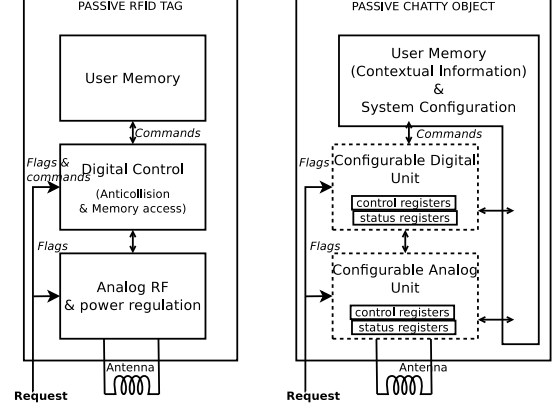 PASSIVE RFID TAG
User Memory
Commands
Flags &
commands
Digital Control
(Anticollision
& Memory access)
Flags
Analog RF
& power regulation
Antenna
Request
PASSIVE CHATTY OBJECT
User Memory
(Contextual Information)
&
System Configuration
Commands
Flags
Configurable Digital
Unit
control registers
status registers
Flags
Configurable Analog
Unit
control registers
status registers
Antenna
Request